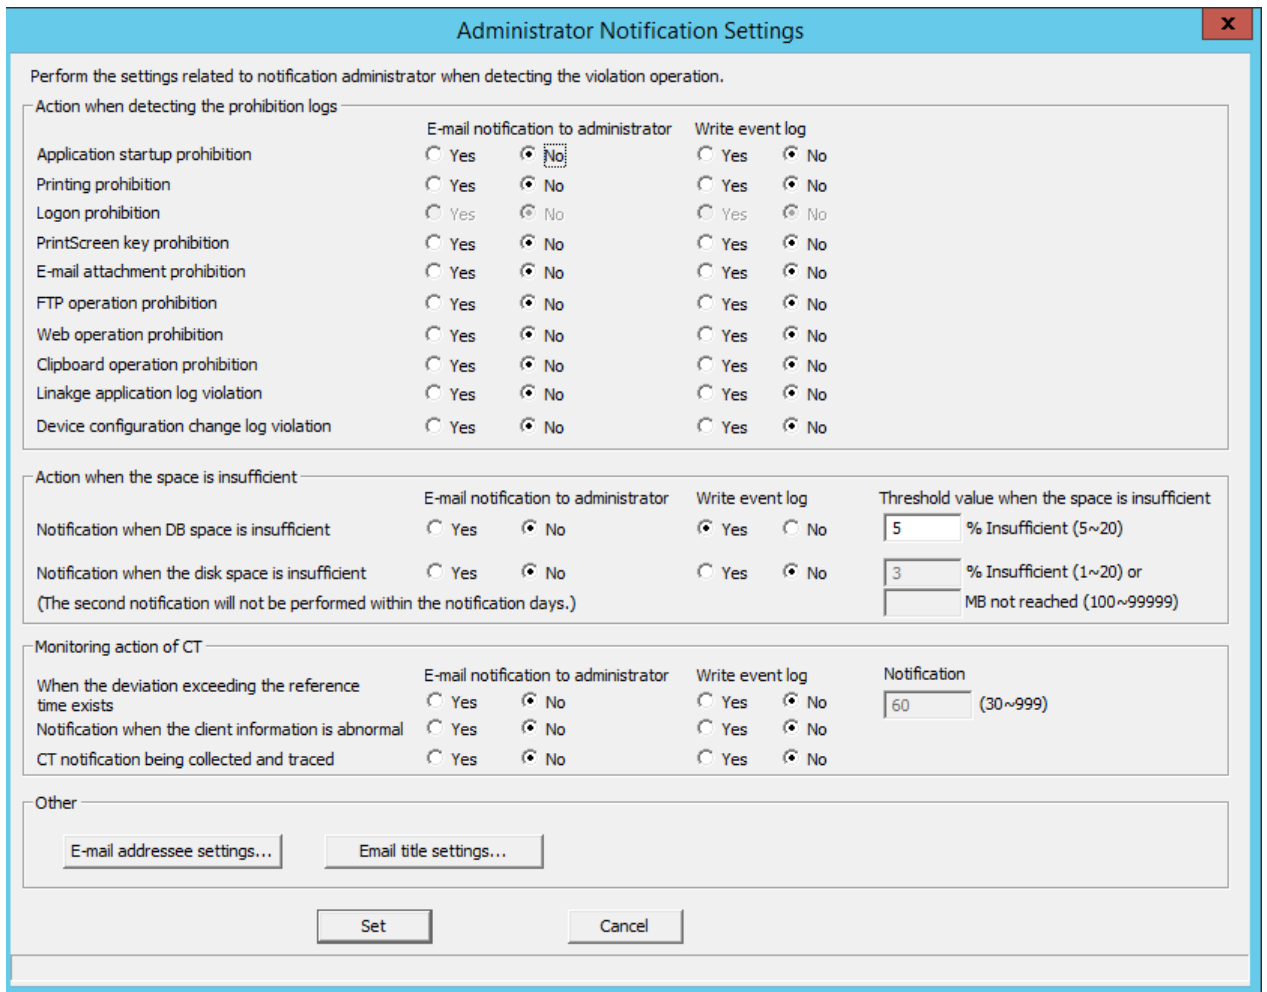 Administrator Notification Settings
x
Perform the settings related to notification administrator when detecting the violation operation.
Action when detecting the prohibition logs
E-mail notification to administrator Write event log
Application startup prohibition Yes No Yes No
Printing prohibition Yes No Yes No
Logon prohibition Yes No Yes No
PrintScreen key prohibition Yes No Yes No
E-mail attachment prohibition Yes No Yes No
FTP operation prohibition Yes No Yes No
Web operation prohibition Yes No Yes No
Clipboard operation prohibition Yes No Yes No
Linakge application log violation Yes No Yes No
Device configuration change log violation Yes No Yes No
Action when the space is insufficient
E-mail notification to administrator Write event log Threshold value when the space is insufficient
Notification when DB space is insufficient Yes No Yes No 5 % Insufficient (5~20)
Notification when the disk space is insufficient Yes No Yes No 3 % Insufficient (1~20) or
(The second notification will not be performed within the notification days.) MB not reached (100~99999)
Monitoring action of CT
E-mail notification to administrator Write event log Notification
When the deviation exceeding the reference
time exists Yes No Yes No 60 (30~999)
Notification when the client information is abnormal Yes No Yes No
CT notification being collected and traced Yes No Yes No
Other
E-mail addressee settings... Email title settings...
Set Cancel